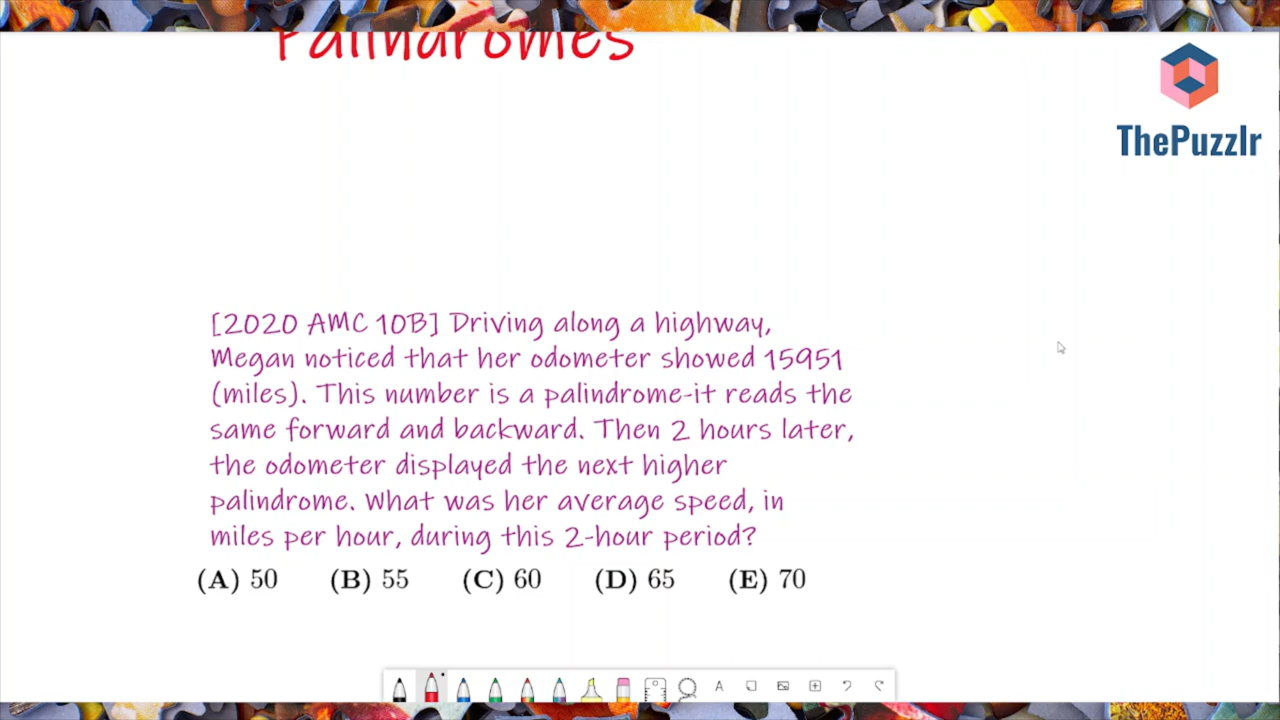 Palindromes
ThePuzzlr
[2020 AMC 10B] Driving along a highway,
Megan noticed that her odometer showed 15951
(miles). This number is a palindrome-it reads the
same forward and backward. Then 2 hours later,
the odometer displayed the next higher
palindrome. What was her average speed, in
miles per hour, during this 2-hour period?
(A) 50 (B) 55 (C) 60 (D) 65 (E) 70
A